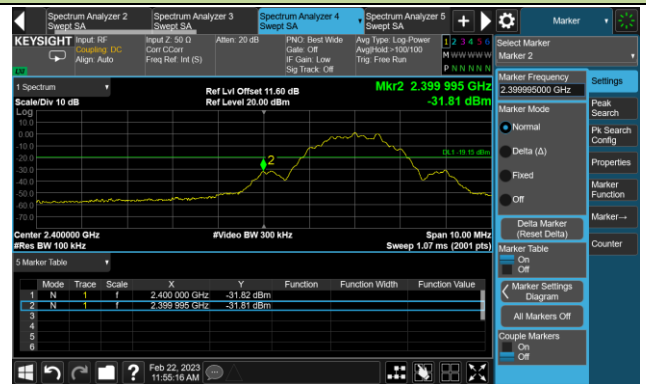 Spectrum Analyzer 2
Swept SA
Spectrum Analyzer 3
Swept SA
Spectrum Analyzer 4
Swept SA
Spectrum Analyzer 5
Swept SA
Marker
KEYSIGHT
Input: RF
Coupling: DC
Align: Auto
Input Z: 50 Ω
Corr CCorr
Freq Ref: Int (S)
Atten: 20 dB
PNO: Best Wide
Gate: Off
IF Gain: Low
Sig Track: Off
Avg Type: Log-Power
Avg|Hold:>100/100
Trig: Free Run
1 2 3 4 5 6
M W W W W W
P N N N N N
LXI
Select Marker
Marker 2
1 Spectrum
Scale/Div 10 dB
Log
Ref Lvl Offset 11.60 dB
Ref Level 20.00 dBm
Mkr2 2.399 995 GHz
-31.81 dBm
10.0
0.00
-10.0
-20.0
-30.0
-40.0
-50.0
-60.0
-70.0
DL1 -19.15 dBm
2
Center 2.400000 GHz
#Res BW 100 kHz
#Video BW 300 kHz
Span 10.00 MHz
Sweep 1.07 ms (2001 pts)
5 Marker Table
Mode Trace Scale X Y Function Function Width Function Value
1 N 1 f 2.400 000 GHz -31.82 dBm
2 N 1 f 2.399 995 GHz -31.81 dBm
3
4
5
6
Marker Frequency
2.399995000 GHz
Marker Mode
Normal
Delta (Δ)
Fixed
Off
Delta Marker
(Reset Delta)
Marker Table
On
Off
Marker Settings
Diagram
All Markers Off
Couple Markers
On
Off
Settings
Peak
Search
Pk Search
Config
Properties
Marker
Function
Marker→
Counter
Feb 22, 2023
11:55:16 AM